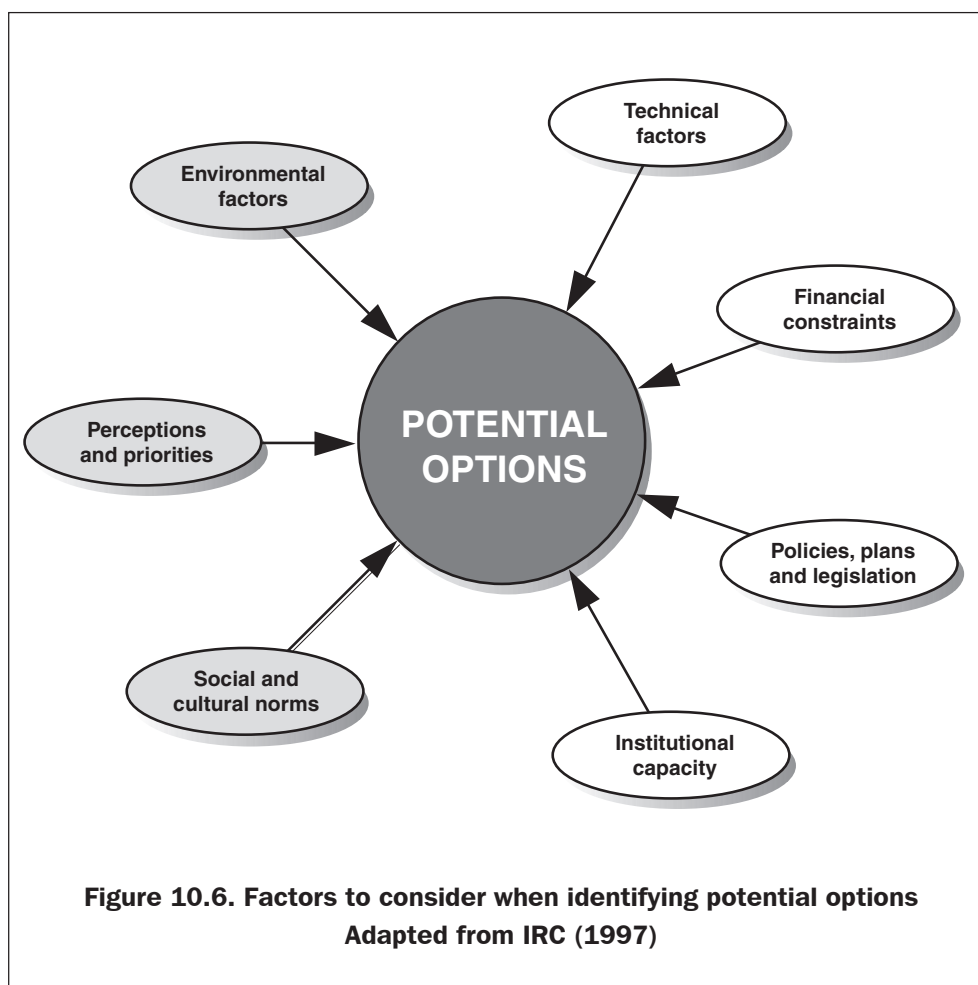 Technical
factors
Environmental
factors
Financial
constraints
Perceptions
and priorities
POTENTIAL
OPTIONS
Policies, plans
and legislation
Social and
cultural norms
Institutional
capacity
Figure 10.6. Factors to consider when identifying potential options
Adapted from IRC (1997)